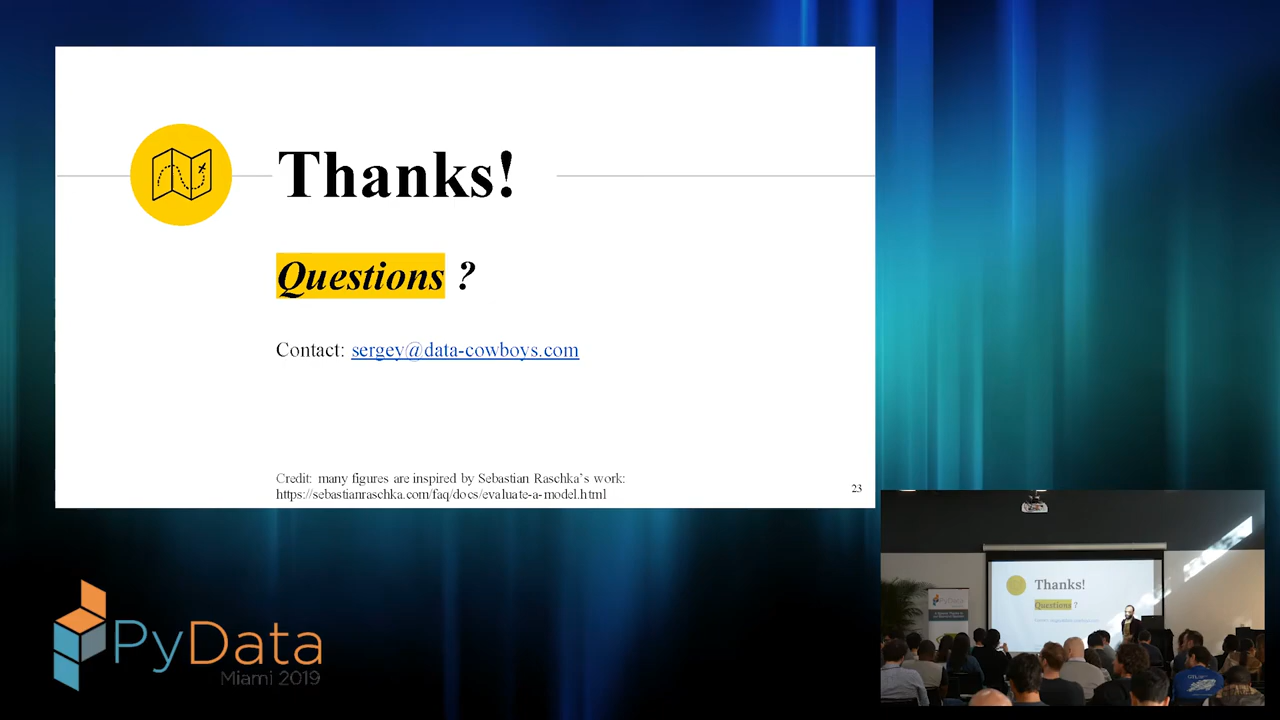 Thanks!
Questions ?
Contact: sergey@data-cowboys.com
Credit: many figures are inspired by Sebastian Raschka's work:
https://sebastianraschka.com/faq/docs/evaluate-a-model.html
23
PyData
Miami 2019
Thanks!
Questions ?
PyData